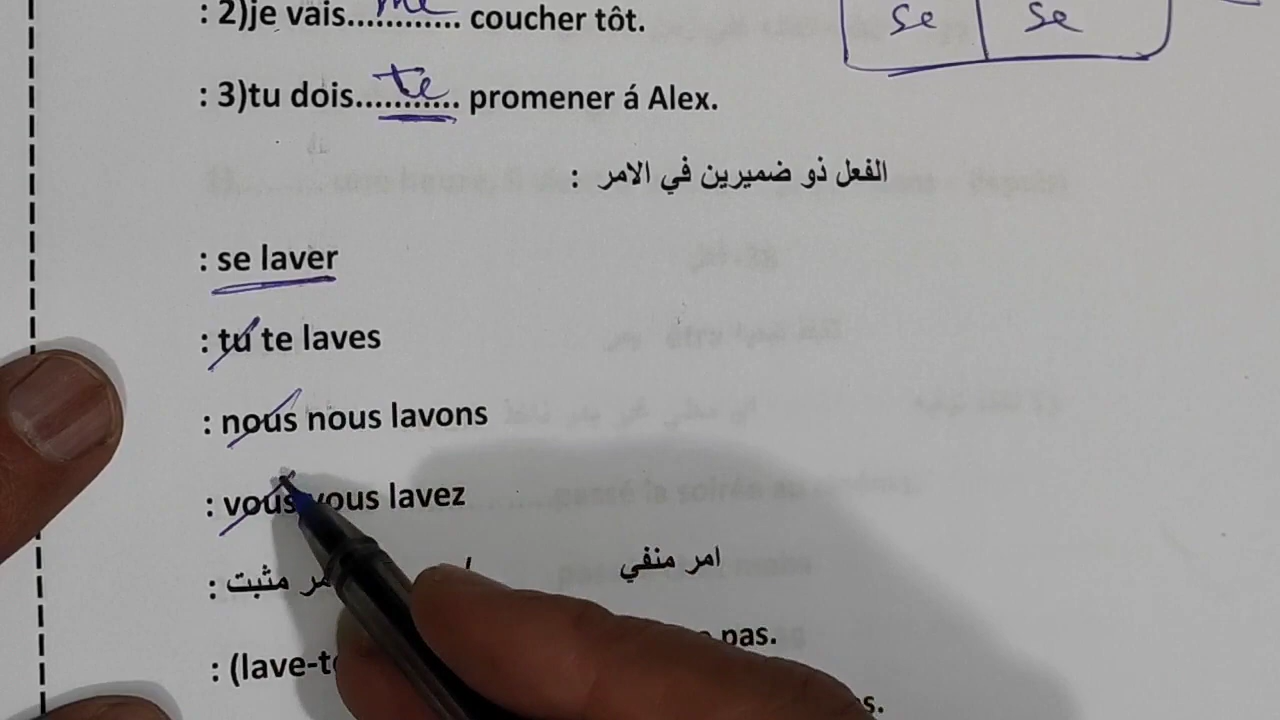 : 2)je vais...me... coucher tôt.
se | se
: 3)tu dois...te... promener á Alex.
الفعل ذو ضميرين في الامر :
: se laver
: tu te laves
: nous nous lavons
: vous vous lavez
مثبت :
امر منفي
: (lave-t
pas.